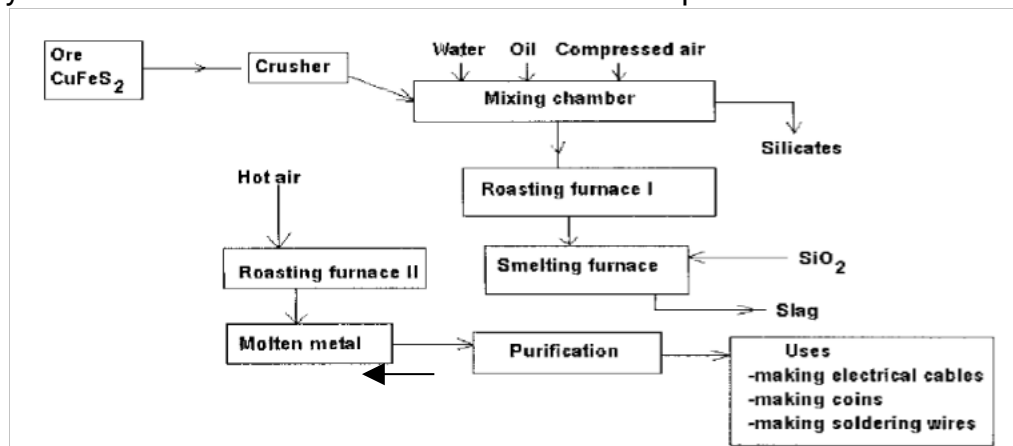 Ore
CuFeS₂
Crusher
Water Oil Compressed air
Mixing chamber
Silicates
Roasting furnace I
Hot air
Roasting furnace II
Smelting furnace
SiO₂
Slag
Molten metal
Purification
Uses
-making electrical cables
-making coins
-making soldering wires